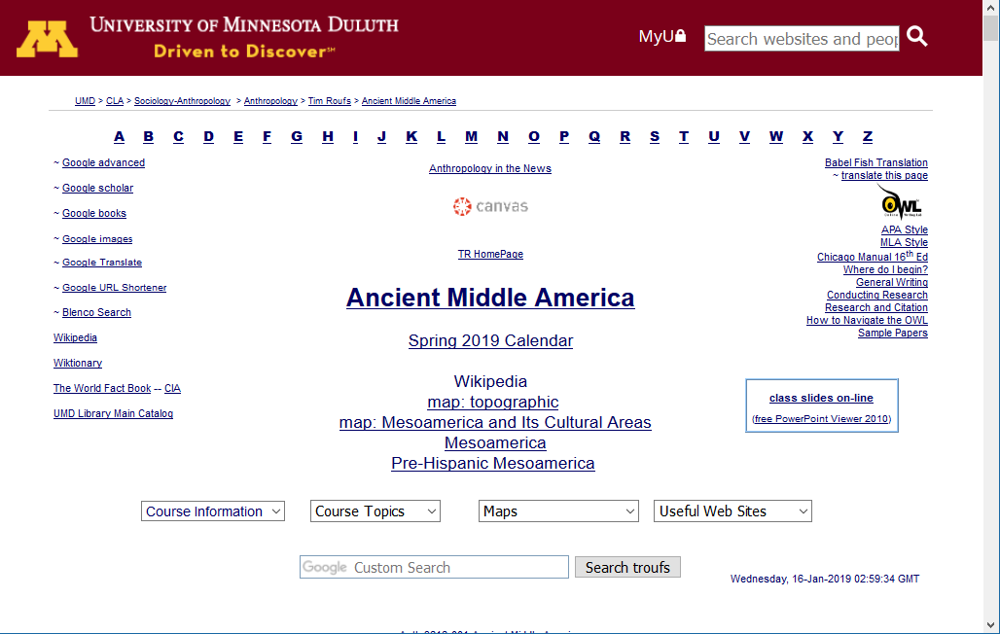 UNIVERSITY OF MINNESOTA DULUTH
Driven to Discover℠
MyU
Search websites and peop
UMD > CLA > Sociology-Anthropology > Anthropology > Tim Roufs > Ancient Middle America
A B C D E F G H I J K L M N O P Q R S T U V W X Y Z
~ Google advanced
~ Google scholar
~ Google books
~ Google images
~ Google Translate
~ Google URL Shortener
~ Blenco Search
Wikipedia
Wiktionary
The World Fact Book -- CIA
UMD Library Main Catalog
Anthropology in the News
canvas
TR HomePage
Ancient Middle America
Spring 2019 Calendar
Wikipedia
map: topographic
map: Mesoamerica and Its Cultural Areas
Mesoamerica
Pre-Hispanic Mesoamerica
Babel Fish Translation
~ translate this page
OWL
APA Style
MLA Style
Chicago Manual 16th Ed
Where do I begin?
General Writing
Conducting Research
Research and Citation
How to Navigate the OWL
Sample Papers
class slides on-line
(free PowerPoint Viewer 2010)
Course Information
Course Topics
Maps
Useful Web Sites
Google Custom Search
Search troufs
Wednesday, 16-Jan-2019 02:59:34 GMT